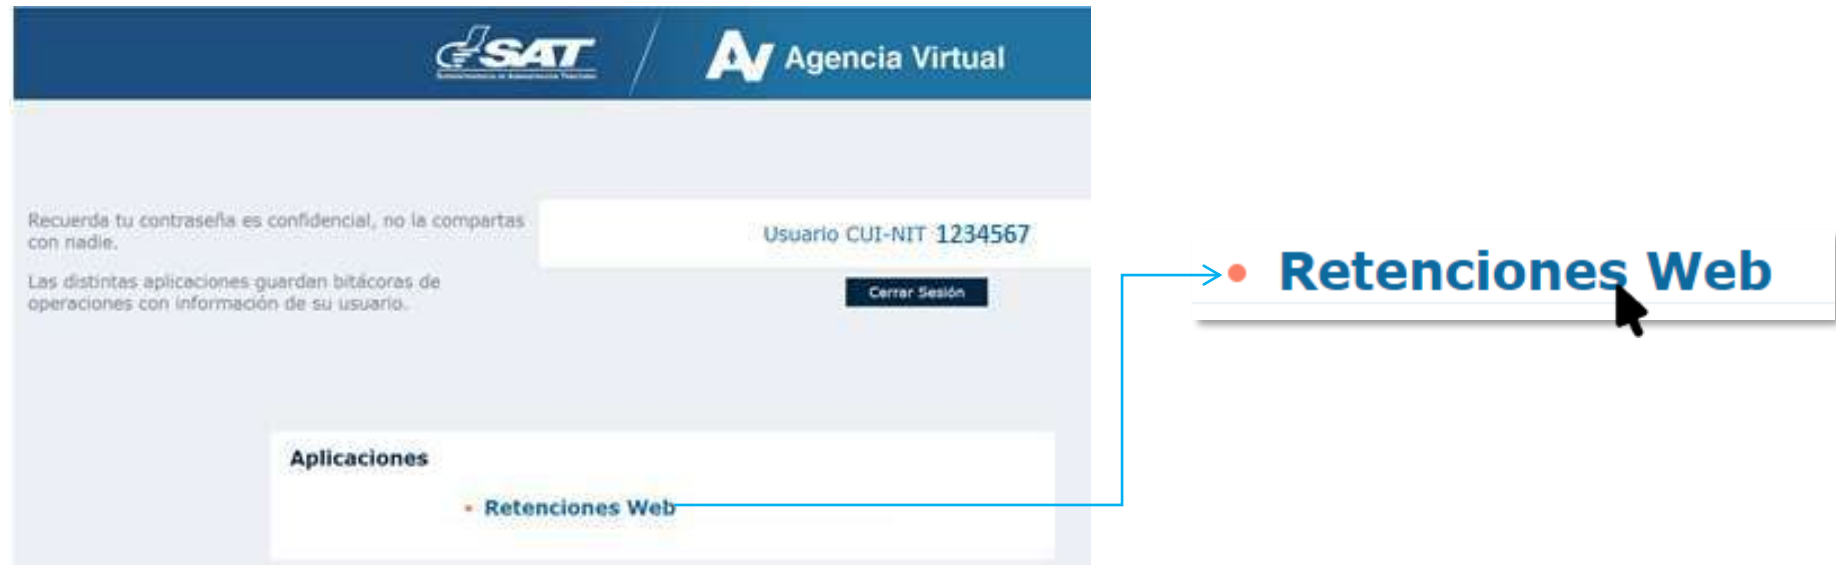 SAT
Agencia Virtual
Recuerda tu contraseña es confidencial, no la compartas
con nadie.
Las distintas aplicaciones guardan bitácoras de
operaciones con información de su usuario.
Usuario CUI-NIT 1234567
Cerrar Sesión
Aplicaciones
• Retenciones Web
• Retenciones Web